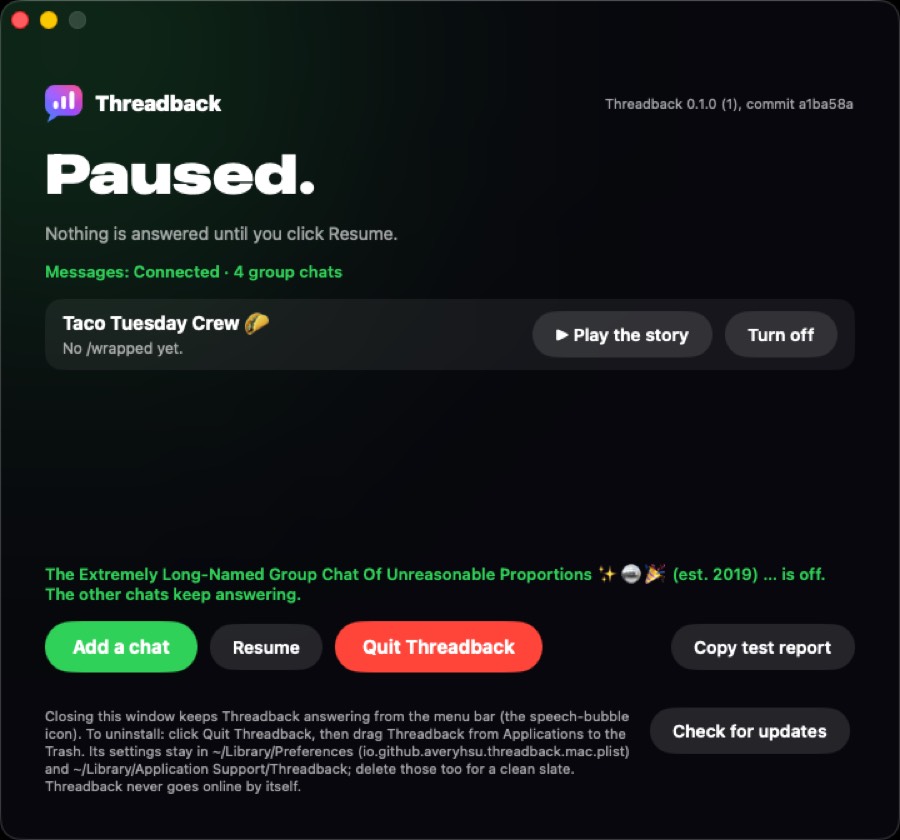 Threadback
Threadback 0.1.0 (1), commit a1ba58a
Paused.
Nothing is answered until you click Resume.
Messages: Connected · 4 group chats
Taco Tuesday Crew 🌮
No /wrapped yet.
▶ Play the story
Turn off
The Extremely Long-Named Group Chat Of Unreasonable Proportions ✨🪩🎉 (est. 2019) ... is off.
The other chats keep answering.
Add a chat
Resume
Quit Threadback
Copy test report
Closing this window keeps Threadback answering from the menu bar (the speech-bubble
icon). To uninstall: click Quit Threadback, then drag Threadback from Applications to the
Trash. Its settings stay in ~/Library/Preferences (io.github.averyhsu.threadback.mac.plist)
and ~/Library/Application Support/Threadback; delete those too for a clean slate.
Threadback never goes online by itself.
Check for updates